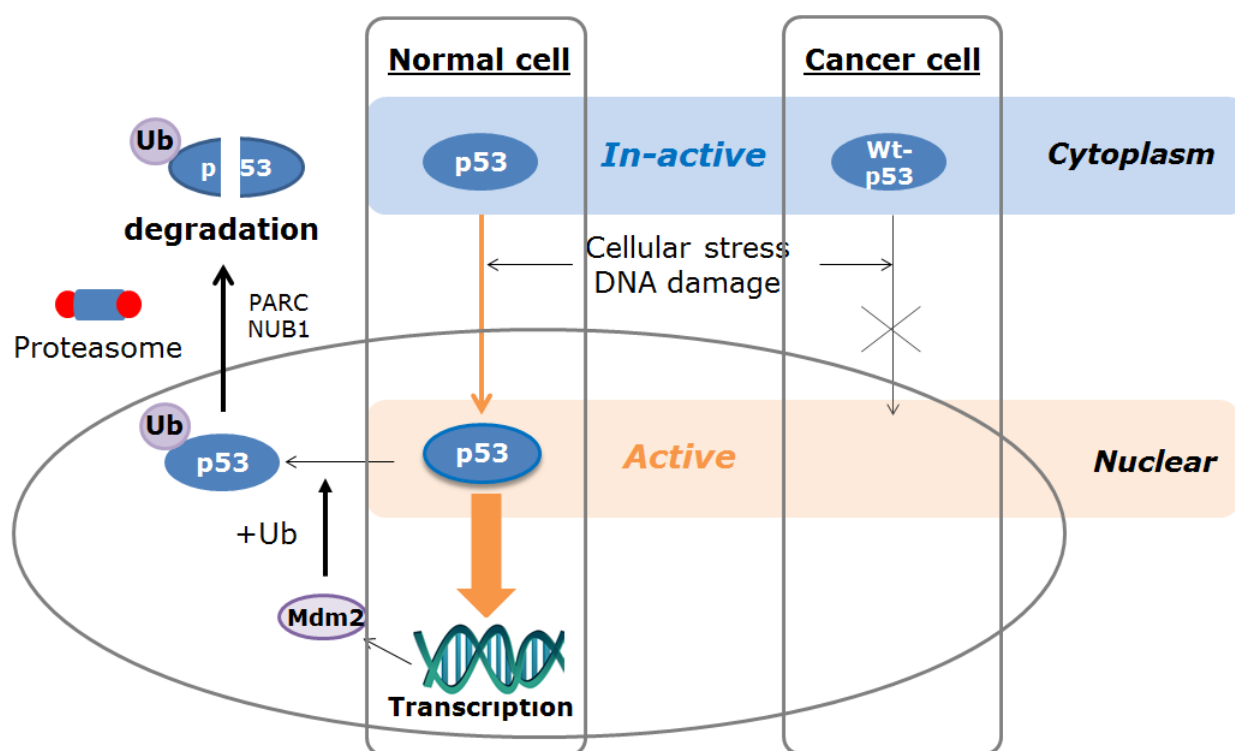 Normal cell
Cancer cell
Ub
p 53
p53
In-active
Wt-
p53
Cytoplasm
degradation
Cellular stress
DNA damage
PARC
NUB1
Proteasome
Ub
p53
p53
Active
Nuclear
+Ub
Mdm2
Transcription